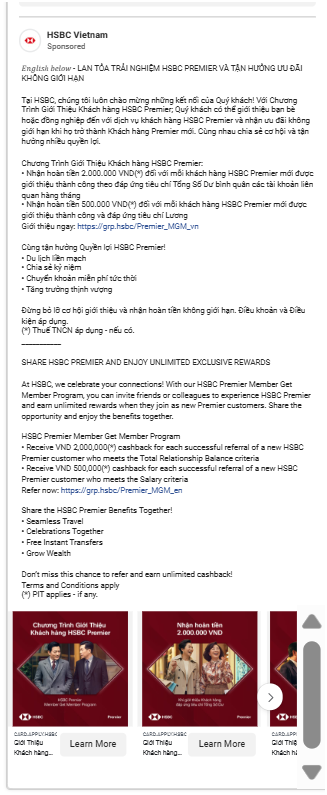 HSBC Vietnam
Sponsored
English below - LAN TỎA TRẢI NGHIỆM HSBC PREMIER VÀ TẬN HƯỞNG ƯU ĐÃI
KHÔNG GIỚI HẠN
Tại HSBC, chúng tôi luôn chào mừng những kết nối của Quý khách! Với Chương
Trình Giới Thiệu Khách hàng HSBC Premier; Quý khách có thể giới thiệu bạn bè
hoặc đồng nghiệp đến với dịch vụ khách hàng HSBC Premier và nhận ưu đãi không
giới hạn khi họ trở thành Khách hàng Premier mới. Cùng nhau chia sẻ cơ hội và tận
hưởng nhiều quyền lợi.
Chương Trình Giới Thiệu Khách hàng HSBC Premier:
• Nhận hoàn tiền 2.000.000 VND(*) đối với mỗi khách hàng HSBC Premier mới được
giới thiệu thành công theo đáp ứng tiêu chí Tổng Số Dư bình quân các tài khoản liên
quan hàng tháng
• Nhận hoàn tiền 500.000 VND(*) đối với mỗi khách hàng HSBC Premier mới được
giới thiệu thành công và đáp ứng tiêu chí Lương
Giới thiệu ngay: https://grp.hsbc/Premier_MGM_vn
Cùng tận hưởng Quyền lợi HSBC Premier!
• Du lịch liền mạch
• Chia sẻ kỷ niệm
• Chuyển khoản miễn phí tức thời
• Tăng trưởng thịnh vượng
Đừng bỏ lỡ cơ hội giới thiệu và nhận hoàn tiền không giới hạn. Điều khoản và Điều
kiện áp dụng.
(*) Thuế TNCN áp dụng - nếu có.
___________
SHARE HSBC PREMIER AND ENJOY UNLIMITED EXCLUSIVE REWARDS
At HSBC, we celebrate your connections! With our HSBC Premier Member Get
Member Program, you can invite friends or colleagues to experience HSBC Premier
and earn unlimited rewards when they join as new Premier customers. Share the
opportunity and enjoy the benefits together.
HSBC Premier Member Get Member Program
• Receive VND 2,000,000(*) cashback for each successful referral of a new HSBC
Premier customer who meets the Total Relationship Balance criteria
• Receive VND 500,000(*) cashback for each successful referral of a new HSBC
Premier customer who meets the Salary criteria
Refer now: https://grp.hsbc/Premier_MGM_en
Share the HSBC Premier Benefits Together!
• Seamless Travel
• Celebrations Together
• Free Instant Transfers
• Grow Wealth
Don't miss this chance to refer and earn unlimited cashback!
Terms and Conditions apply
(*) PIT applies - if any.
Chương Trình Giới Thiệu
Khách hàng HSBC Premier
HSBC Premier
Member Get Member Program
HSBC
Premier
Nhận hoàn tiền
2.000.000 VND
Khi giới thiệu Khách hàng
đáp ứng tiêu chí Tổng Số Dư
HSBC
Premier
CARD-APPLY.HSBC
Giới Thiệu
Khách hàng...
Learn More
CARD-APPLY.HSBC
Giới Thiệu
Khách hàng...
Learn More
Giới Th
Khách h